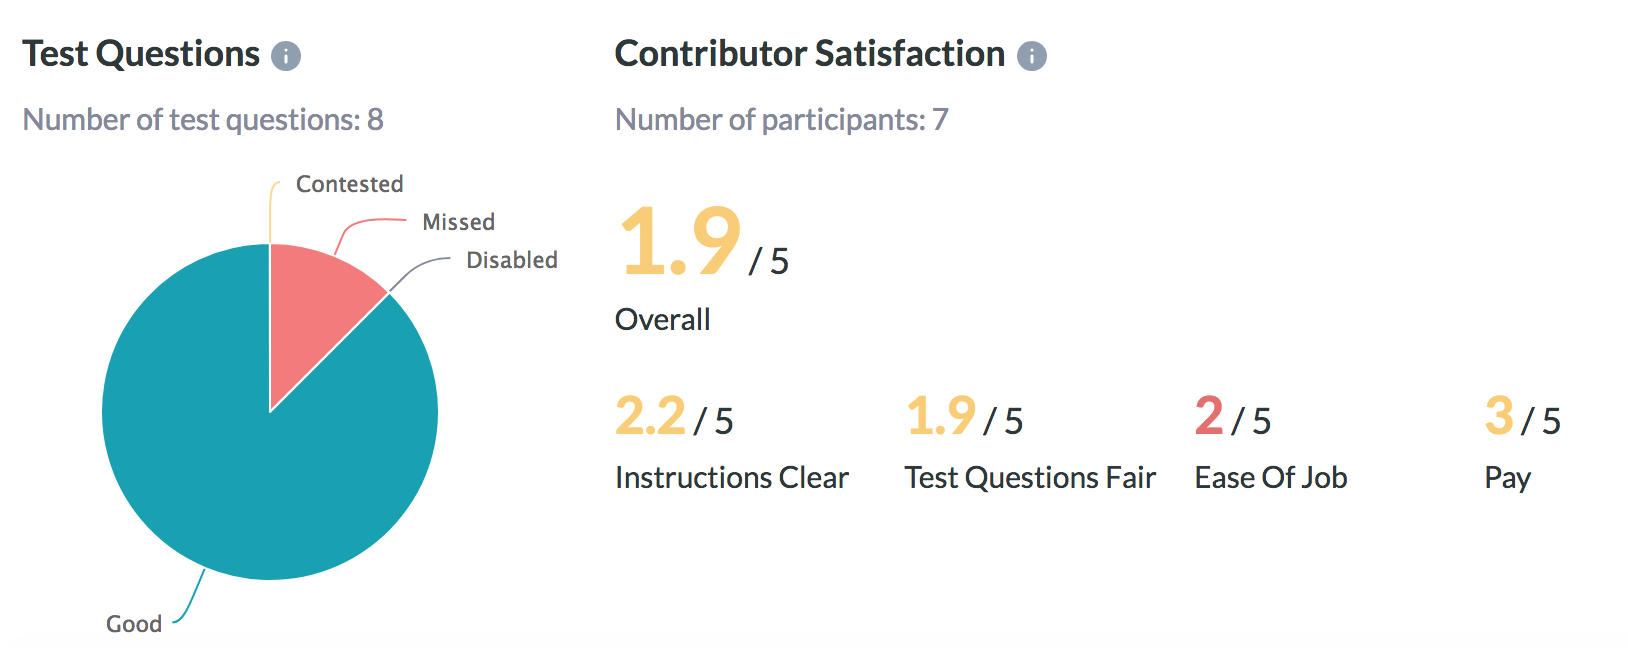 Test Questions
Number of test questions: 8
Contested
Missed
Disabled
Good
Contributor Satisfaction
Number of participants: 7
1.9 / 5
Overall
2.2 / 5
Instructions Clear
1.9 / 5
Test Questions Fair
2 / 5
Ease Of Job
3 / 5
Pay